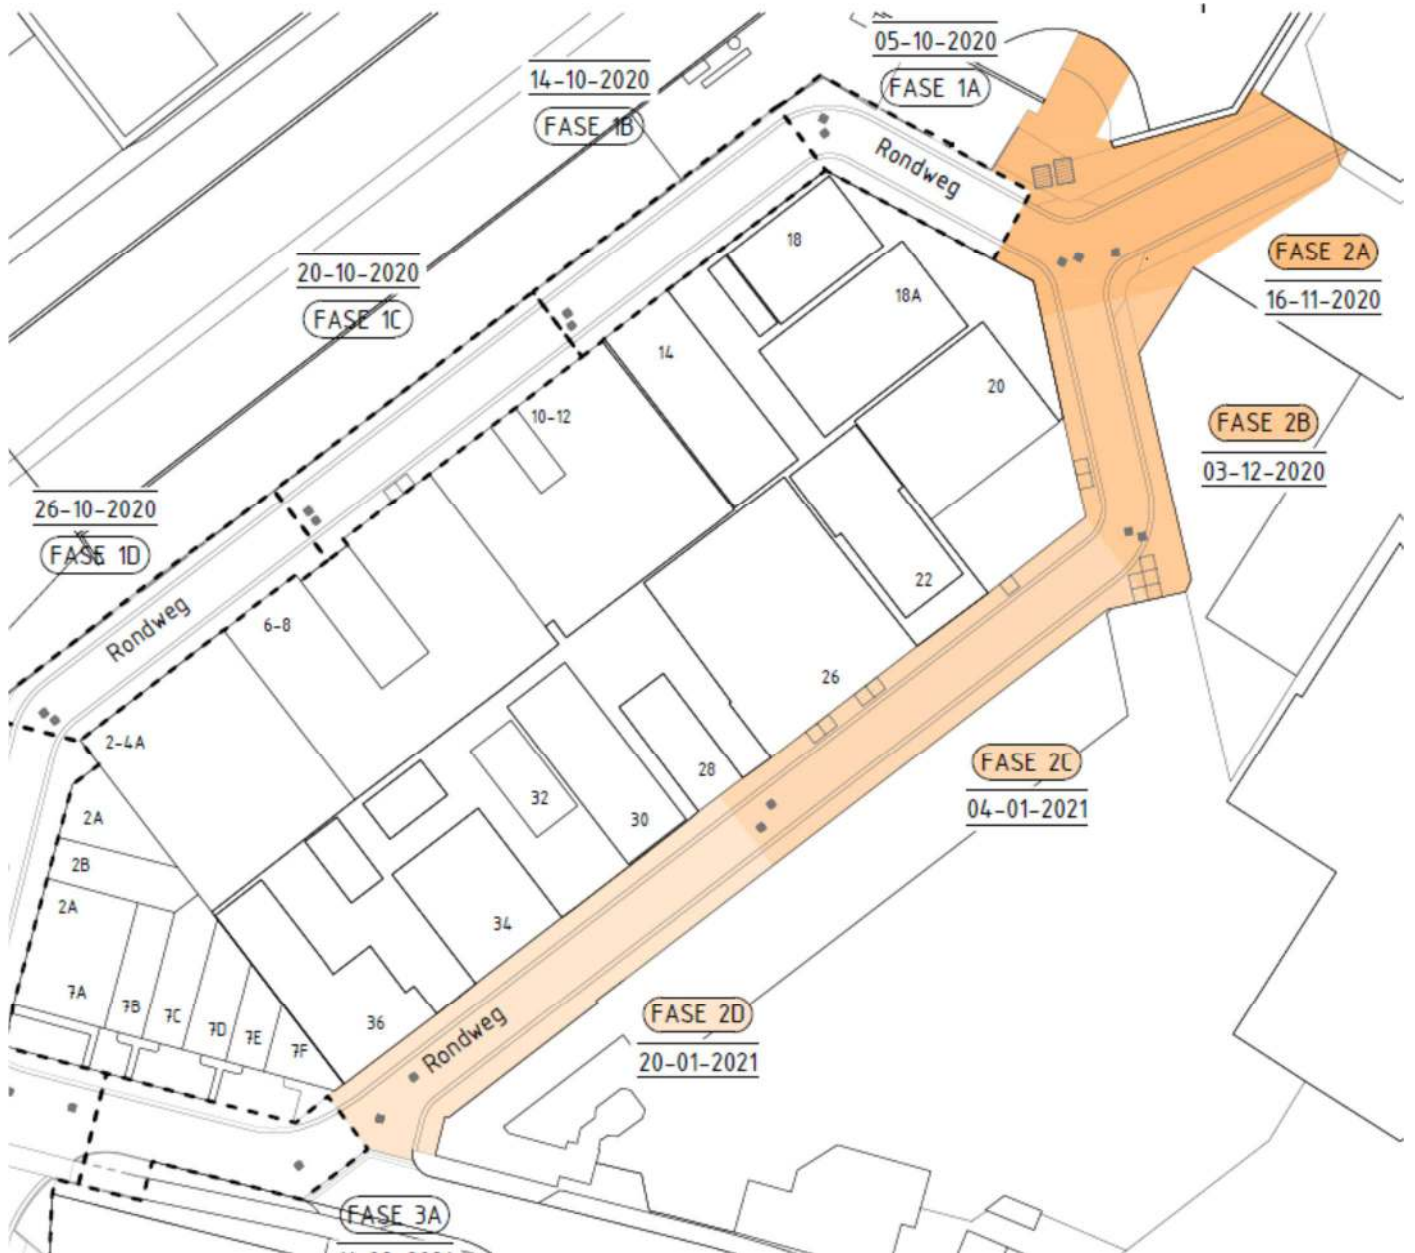 05-10-2020
FASE 1A
14-10-2020
FASE 1B
Rondweg
20-10-2020
FASE 1C
18
18A
FASE 2A
16-11-2020
14
20
10-12
FASE 2B
03-12-2020
26-10-2020
FASE 1D
22
Rondweg
6-8
26
2-4A
28
FASE 2C
04-01-2021
32
30
2A
2B
2A
34
7A
7B
7C
7D
7E
7F
36
Rondweg
FASE 2D
20-01-2021
FASE 3A